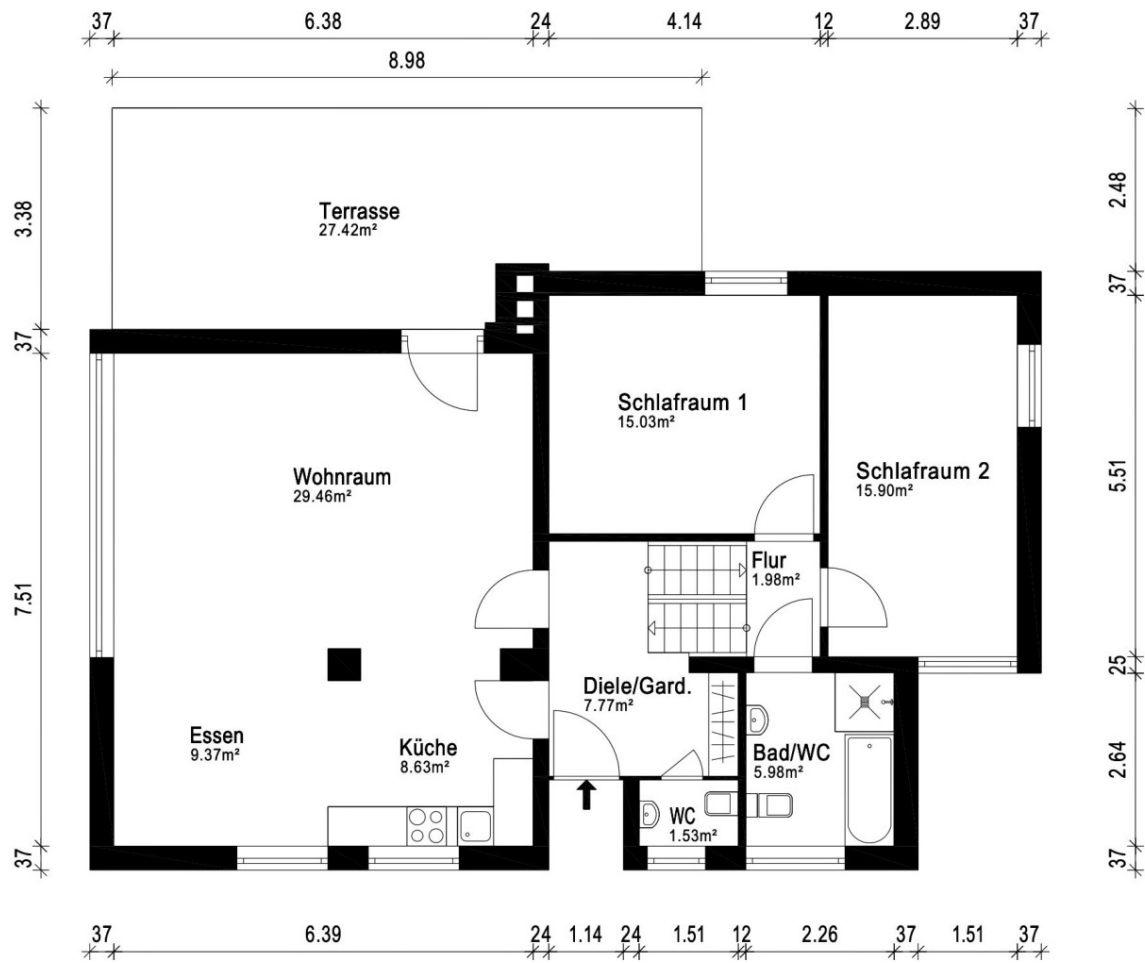 37 6.38 24 4.14 12 2.89 37
8.98
3.38
37
7.51
37
2.48
37
5.51
25
2.64
37
Terrasse
27.42m²
Schlafraum 1
15.03m²
Schlafraum 2
15.90m²
Wohnraum
29.46m²
Flur
1.98m²
Diele/Gard.
7.77m²
Essen
9.37m²
Küche
8.63m²
Bad/WC
5.98m²
WC
1.53m²
37 6.39 24 1.14 24 1.51 12 2.26 37 1.51 37